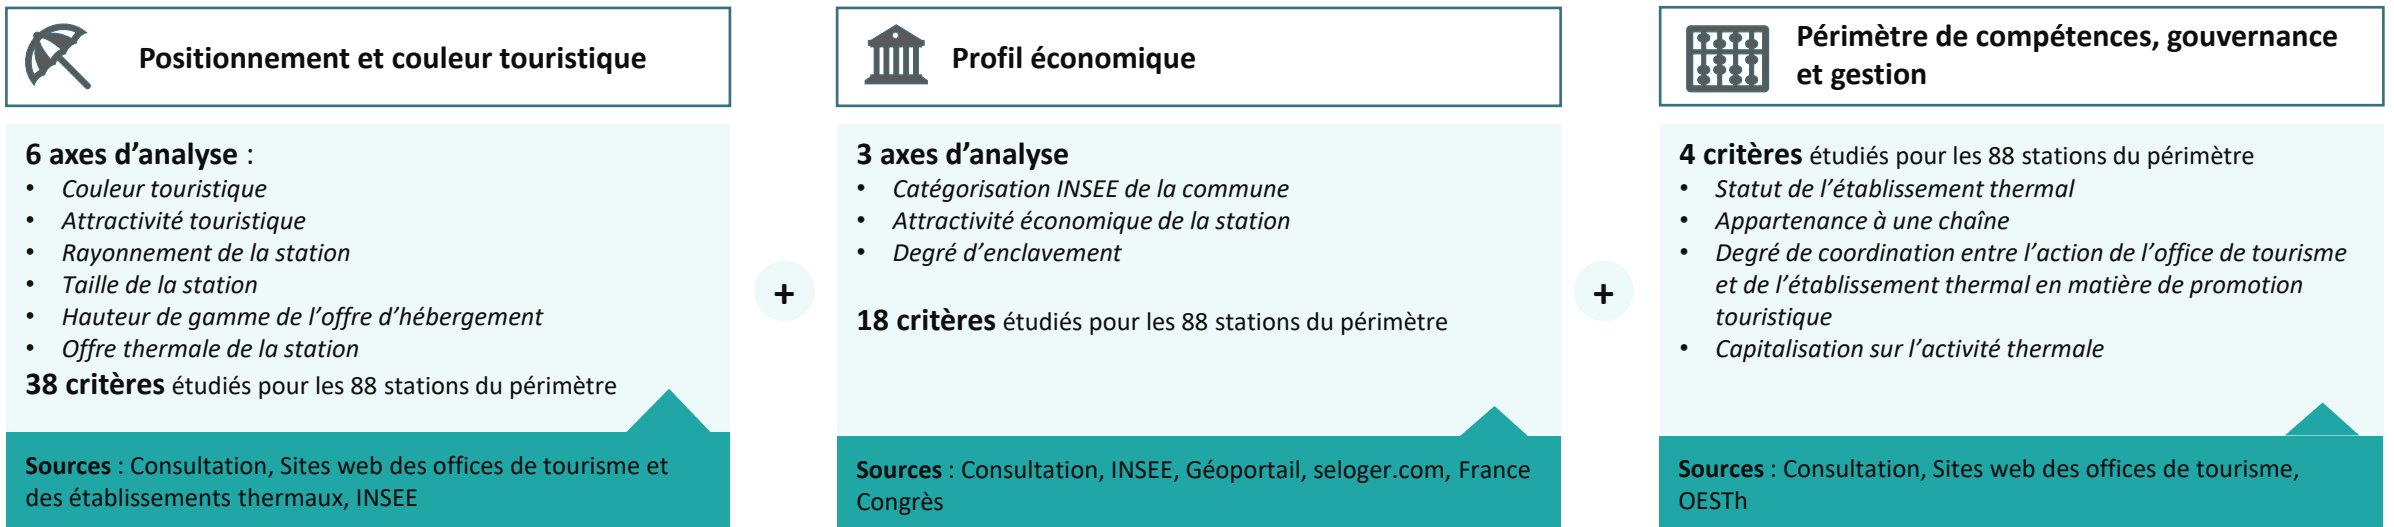 Positionnement et couleur touristique
6 axes d’analyse :
• Couleur touristique
• Attractivité touristique
• Rayonnement de la station
• Taille de la station
• Hauteur de gamme de l’offre d’hébergement
• Offre thermale de la station
38 critères étudiés pour les 88 stations du périmètre
Sources : Consultation, Sites web des offices de tourisme et
des établissements thermaux, INSEE
+
Profil économique
3 axes d’analyse
• Catégorisation INSEE de la commune
• Attractivité économique de la station
• Degré d’enclavement
18 critères étudiés pour les 88 stations du périmètre
Sources : Consultation, INSEE, Géoportail, seloger.com, France
Congrès
+
Périmètre de compétences, gouvernance
et gestion
4 critères étudiés pour les 88 stations du périmètre
• Statut de l’établissement thermal
• Appartenance à une chaîne
• Degré de coordination entre l’action de l’office de tourisme
et de l’établissement thermal en matière de promotion
touristique
• Capitalisation sur l’activité thermale
Sources : Consultation, Sites web des offices de tourisme,
OESTh